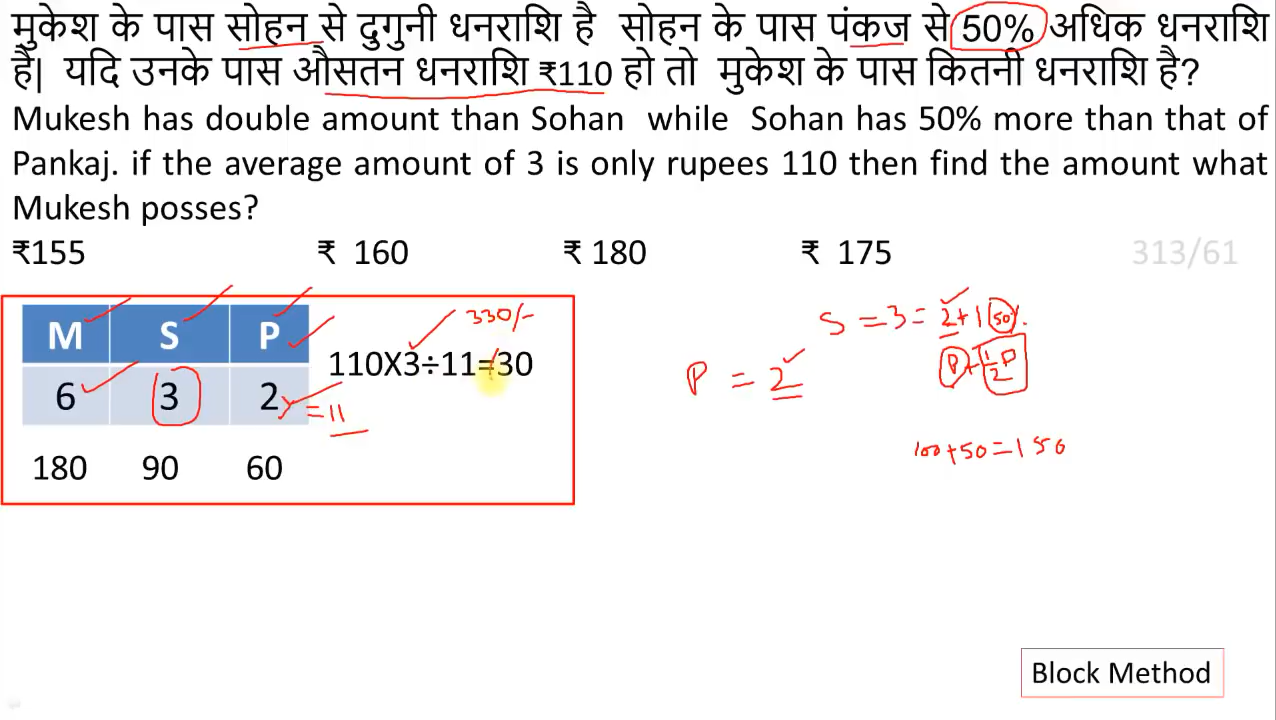 मुकेश के पास सोहन से दुगुनी धनराशि है सोहन के पास पंकज से 50% अधिक धनराशि
है| यदि उनके पास औसतन धनराशि ₹110 हो तो मुकेश के पास कितनी धनराशि है?
Mukesh has double amount than Sohan while Sohan has 50% more than that of
Pankaj. if the average amount of 3 is only rupees 110 then find the amount what
Mukesh posses?
₹155 ₹ 160 ₹ 180 ₹ 175 313/61
M S P
6 3 2
= 11
180 90 60
330/-
110X3÷11=30
S = 3 = 2+1 50%.
P = 2
P + 1/2 P
100+50=150
Block Method